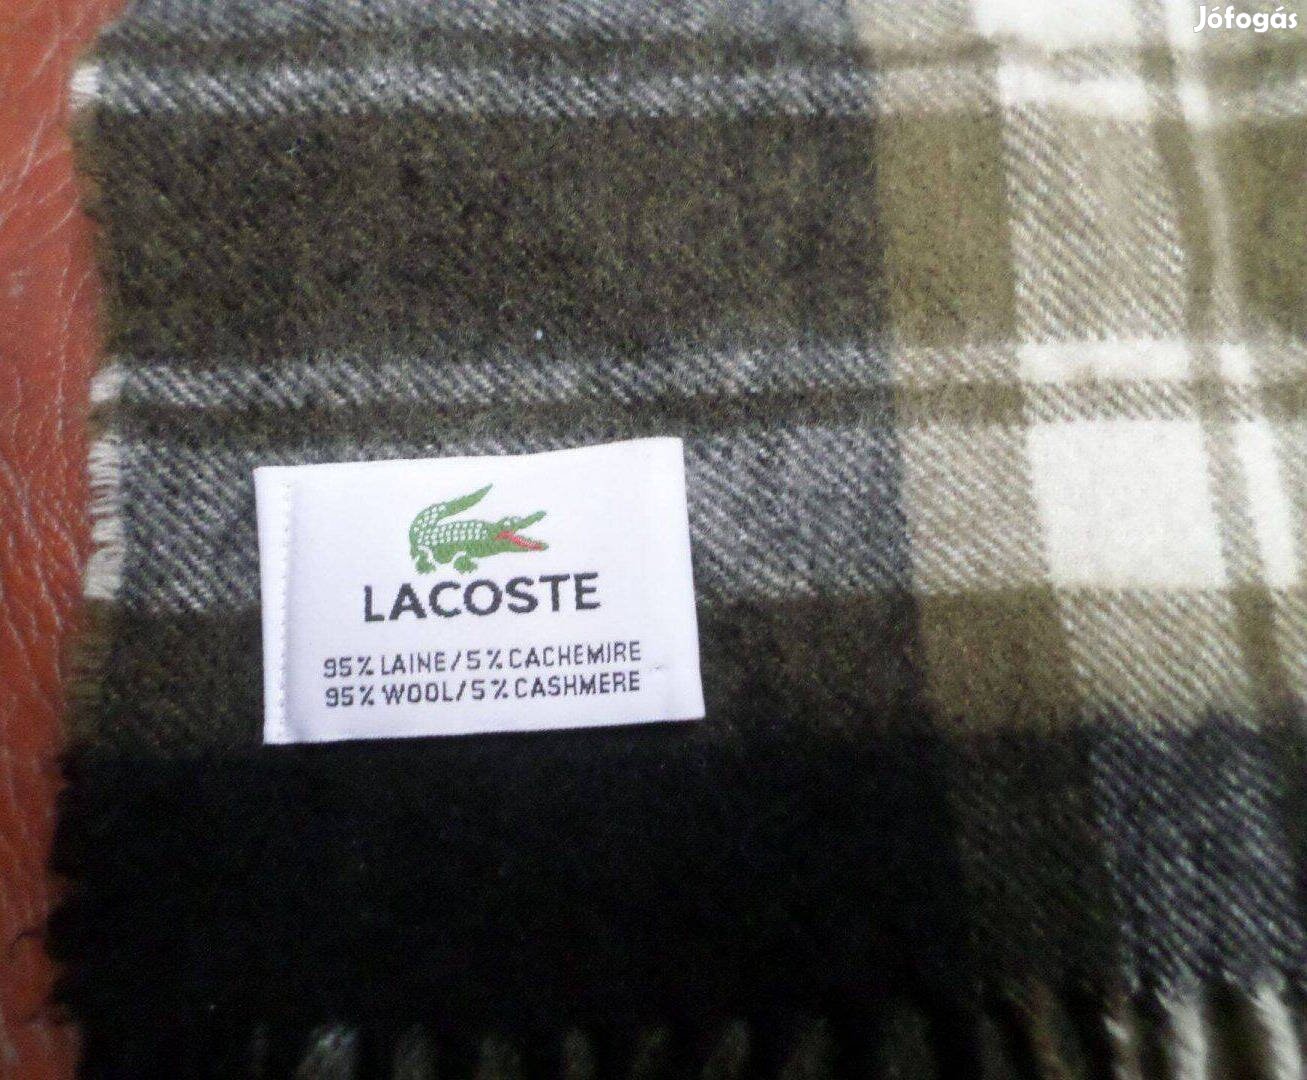 Jófogás
LACOSTE
95% LAINE/5% CACHEMIRE
95% WOOL/5% CASHMERE